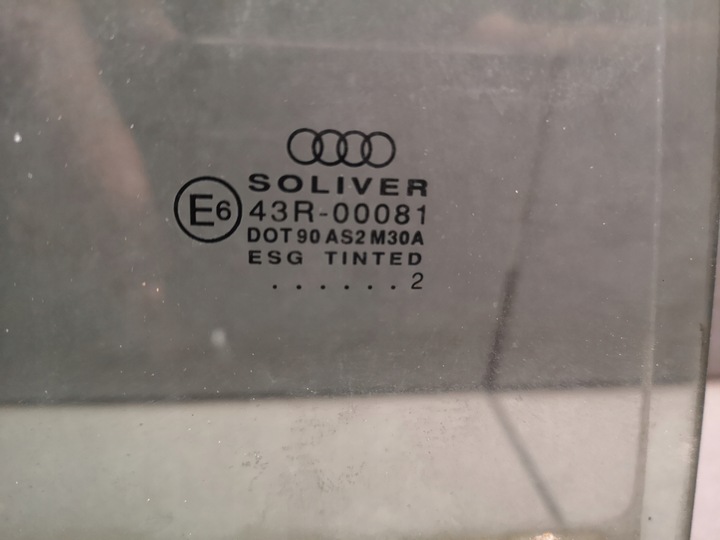 SOLIVER
E6 43R-00081
DOT 90 AS2 M30A
ESG TINTED
. . . . . . 2